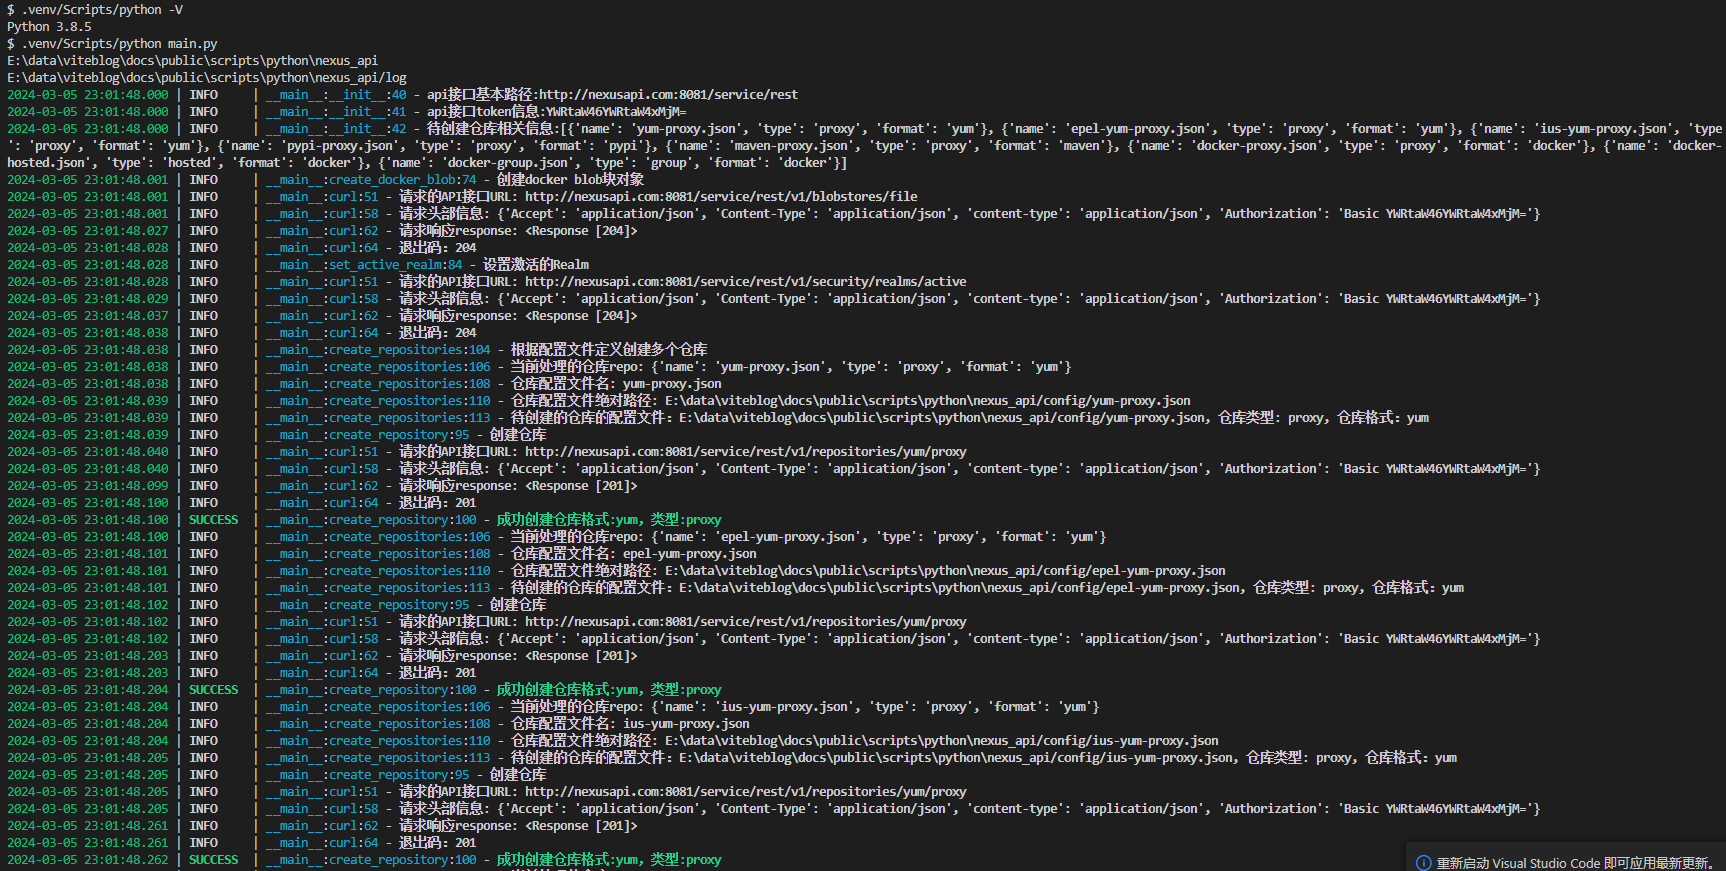 $ .venv/Scripts/python -V
Python 3.8.5
$ .venv/Scripts/python main.py
E:\data\viteblog\docs\public\scripts\python\nexus_api
E:\data\viteblog\docs\public\scripts\python\nexus_api/log
2024-03-05 23:01:48.000 | INFO     | __main__:__init__:40 - api接口基本路径:http://nexusapi.com:8081/service/rest
2024-03-05 23:01:48.000 | INFO     | __main__:__init__:41 - api接口token信息:YWRtaW46YWRtaW4xMjM=
2024-03-05 23:01:48.000 | INFO     | __main__:__init__:42 - 待创建仓库相关信息:[{'name': 'yum-proxy.json', 'type': 'proxy', 'format': 'yum'}, {'name': 'epel-yum-proxy.json', 'type': 'proxy', 'format': 'yum'}, {'name': 'ius-yum-proxy.json', 'type
': 'proxy', 'format': 'yum'}, {'name': 'pypi-proxy.json', 'type': 'proxy', 'format': 'pypi'}, {'name': 'maven-proxy.json', 'type': 'proxy', 'format': 'maven'}, {'name': 'docker-proxy.json', 'type': 'proxy', 'format': 'docker'}, {'name': 'docker-
hosted.json', 'type': 'hosted', 'format': 'docker'}, {'name': 'docker-group.json', 'type': 'group', 'format': 'docker'}]
2024-03-05 23:01:48.001 | INFO     | __main__:create_docker_blob:74 - 创建docker blob块对象
2024-03-05 23:01:48.001 | INFO     | __main__:curl:51 - 请求的API接口URL: http://nexusapi.com:8081/service/rest/v1/blobstores/file
2024-03-05 23:01:48.001 | INFO     | __main__:curl:58 - 请求头部信息: {'Accept': 'application/json', 'Content-Type': 'application/json', 'content-type': 'application/json', 'Authorization': 'Basic YWRtaW46YWRtaW4xMjM='}
2024-03-05 23:01:48.027 | INFO     | __main__:curl:62 - 请求响应response: <Response [204]>
2024-03-05 23:01:48.028 | INFO     | __main__:curl:64 - 退出码: 204
2024-03-05 23:01:48.028 | INFO     | __main__:set_active_realm:84 - 设置激活的Realm
2024-03-05 23:01:48.028 | INFO     | __main__:curl:51 - 请求的API接口URL: http://nexusapi.com:8081/service/rest/v1/security/realms/active
2024-03-05 23:01:48.029 | INFO     | __main__:curl:58 - 请求头部信息: {'Accept': 'application/json', 'Content-Type': 'application/json', 'content-type': 'application/json', 'Authorization': 'Basic YWRtaW46YWRtaW4xMjM='}
2024-03-05 23:01:48.037 | INFO     | __main__:curl:62 - 请求响应response: <Response [204]>
2024-03-05 23:01:48.038 | INFO     | __main__:curl:64 - 退出码: 204
2024-03-05 23:01:48.038 | INFO     | __main__:create_repositories:104 - 根据配置文件定义创建多个仓库
2024-03-05 23:01:48.038 | INFO     | __main__:create_repositories:106 - 当前处理的仓库repo: {'name': 'yum-proxy.json', 'type': 'proxy', 'format': 'yum'}
2024-03-05 23:01:48.038 | INFO     | __main__:create_repositories:108 - 仓库配置文件名: yum-proxy.json
2024-03-05 23:01:48.039 | INFO     | __main__:create_repositories:110 - 仓库配置文件绝对路径: E:\data\viteblog\docs\public\scripts\python\nexus_api/config/yum-proxy.json
2024-03-05 23:01:48.039 | INFO     | __main__:create_repositories:113 - 待创建的仓库的配置文件: E:\data\viteblog\docs\public\scripts\python\nexus_api/config/yum-proxy.json, 仓库类型: proxy, 仓库格式: yum
2024-03-05 23:01:48.039 | INFO     | __main__:create_repository:95 - 创建仓库
2024-03-05 23:01:48.040 | INFO     | __main__:curl:51 - 请求的API接口URL: http://nexusapi.com:8081/service/rest/v1/repositories/yum/proxy
2024-03-05 23:01:48.040 | INFO     | __main__:curl:58 - 请求头部信息: {'Accept': 'application/json', 'Content-Type': 'application/json', 'content-type': 'application/json', 'Authorization': 'Basic YWRtaW46YWRtaW4xMjM='}
2024-03-05 23:01:48.099 | INFO     | __main__:curl:62 - 请求响应response: <Response [201]>
2024-03-05 23:01:48.100 | INFO     | __main__:curl:64 - 退出码: 201
2024-03-05 23:01:48.100 | SUCCESS  | __main__:create_repository:100 - 成功创建仓库格式:yum, 类型:proxy
2024-03-05 23:01:48.100 | INFO     | __main__:create_repositories:106 - 当前处理的仓库repo: {'name': 'epel-yum-proxy.json', 'type': 'proxy', 'format': 'yum'}
2024-03-05 23:01:48.101 | INFO     | __main__:create_repositories:108 - 仓库配置文件名: epel-yum-proxy.json
2024-03-05 23:01:48.101 | INFO     | __main__:create_repositories:110 - 仓库配置文件绝对路径: E:\data\viteblog\docs\public\scripts\python\nexus_api/config/epel-yum-proxy.json
2024-03-05 23:01:48.101 | INFO     | __main__:create_repositories:113 - 待创建的仓库的配置文件: E:\data\viteblog\docs\public\scripts\python\nexus_api/config/epel-yum-proxy.json, 仓库类型: proxy, 仓库格式: yum
2024-03-05 23:01:48.102 | INFO     | __main__:create_repository:95 - 创建仓库
2024-03-05 23:01:48.102 | INFO     | __main__:curl:51 - 请求的API接口URL: http://nexusapi.com:8081/service/rest/v1/repositories/yum/proxy
2024-03-05 23:01:48.102 | INFO     | __main__:curl:58 - 请求头部信息: {'Accept': 'application/json', 'Content-Type': 'application/json', 'content-type': 'application/json', 'Authorization': 'Basic YWRtaW46YWRtaW4xMjM='}
2024-03-05 23:01:48.203 | INFO     | __main__:curl:62 - 请求响应response: <Response [201]>
2024-03-05 23:01:48.203 | INFO     | __main__:curl:64 - 退出码: 201
2024-03-05 23:01:48.204 | SUCCESS  | __main__:create_repository:100 - 成功创建仓库格式:yum, 类型:proxy
2024-03-05 23:01:48.204 | INFO     | __main__:create_repositories:106 - 当前处理的仓库repo: {'name': 'ius-yum-proxy.json', 'type': 'proxy', 'format': 'yum'}
2024-03-05 23:01:48.204 | INFO     | __main__:create_repositories:108 - 仓库配置文件名: ius-yum-proxy.json
2024-03-05 23:01:48.204 | INFO     | __main__:create_repositories:110 - 仓库配置文件绝对路径: E:\data\viteblog\docs\public\scripts\python\nexus_api/config/ius-yum-proxy.json
2024-03-05 23:01:48.205 | INFO     | __main__:create_repositories:113 - 待创建的仓库的配置文件: E:\data\viteblog\docs\public\scripts\python\nexus_api/config/ius-yum-proxy.json, 仓库类型: proxy, 仓库格式: yum
2024-03-05 23:01:48.205 | INFO     | __main__:create_repository:95 - 创建仓库
2024-03-05 23:01:48.205 | INFO     | __main__:curl:51 - 请求的API接口URL: http://nexusapi.com:8081/service/rest/v1/repositories/yum/proxy
2024-03-05 23:01:48.205 | INFO     | __main__:curl:58 - 请求头部信息: {'Accept': 'application/json', 'Content-Type': 'application/json', 'content-type': 'application/json', 'Authorization': 'Basic YWRtaW46YWRtaW4xMjM='}
2024-03-05 23:01:48.261 | INFO     | __main__:curl:62 - 请求响应response: <Response [201]>
2024-03-05 23:01:48.261 | INFO     | __main__:curl:64 - 退出码: 201
2024-03-05 23:01:48.262 | SUCCESS  | __main__:create_repository:100 - 成功创建仓库格式:yum, 类型:proxy
重新启动 Visual Studio Code 即可应用最新更新。